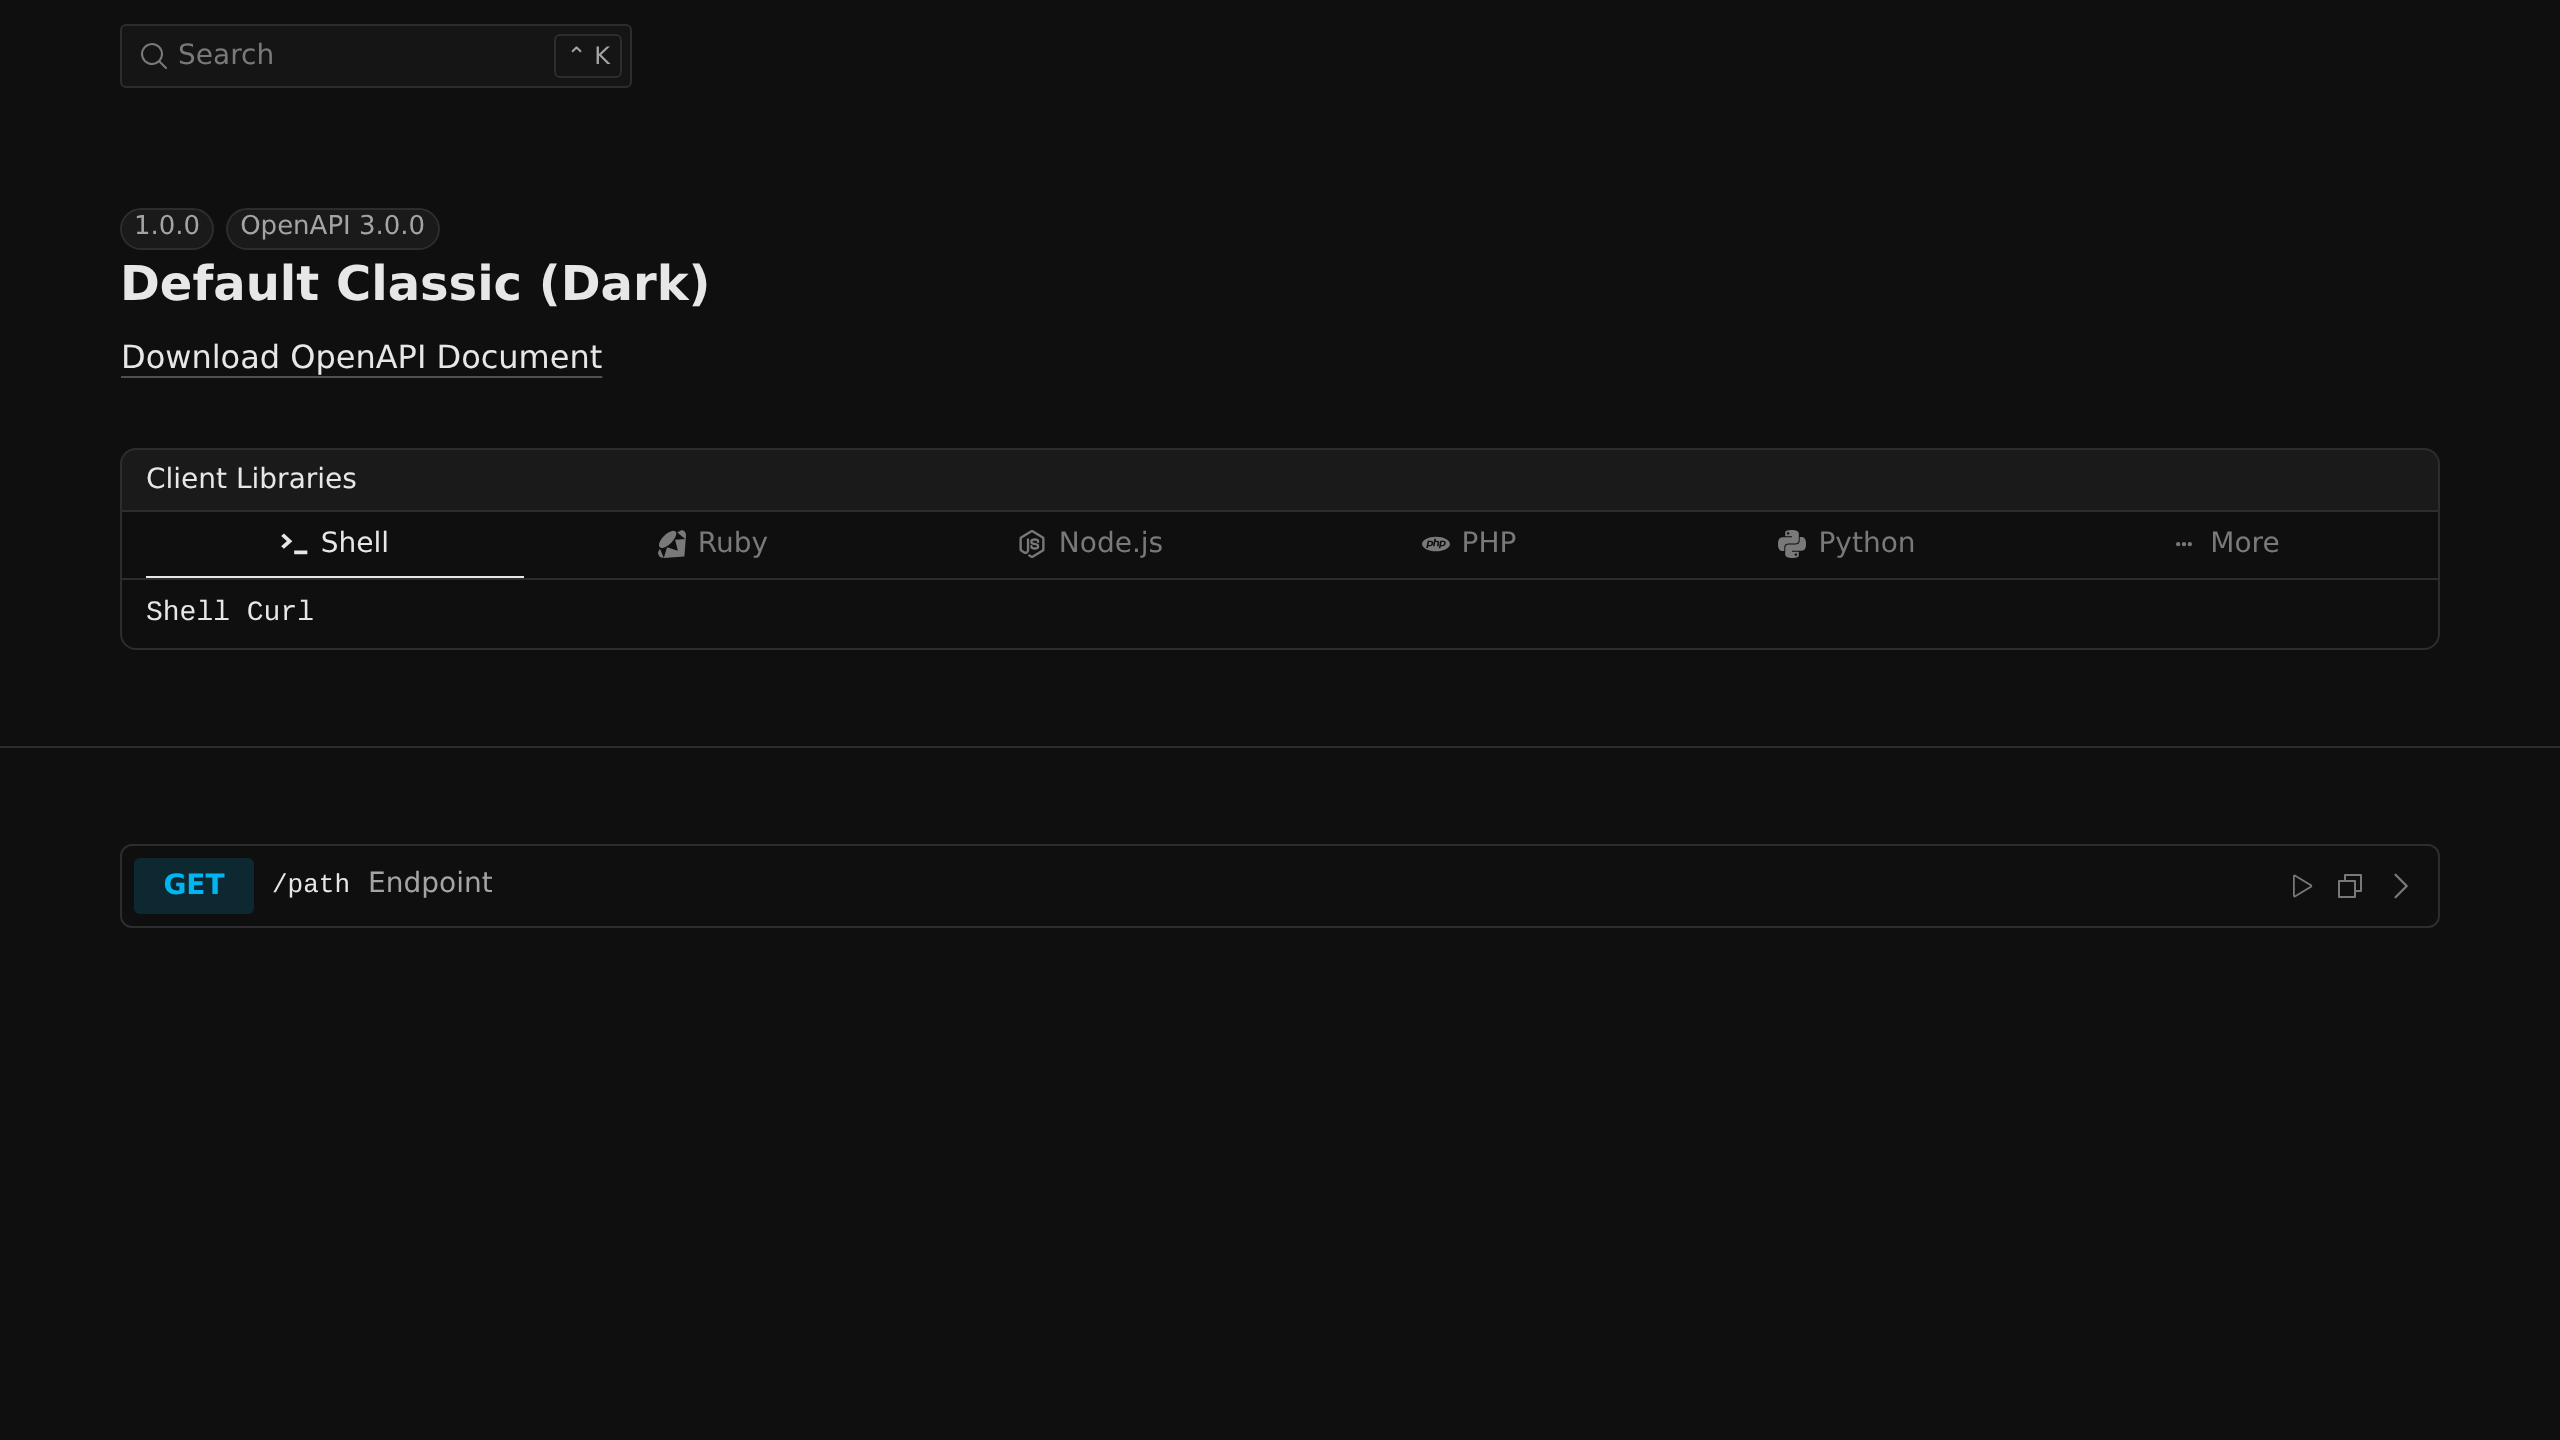 Search ⌃ K
1.0.0 OpenAPI 3.0.0
Default Classic (Dark)
Download OpenAPI Document
Client Libraries
Shell Ruby Node.js PHP Python More
Shell Curl
GET /path Endpoint